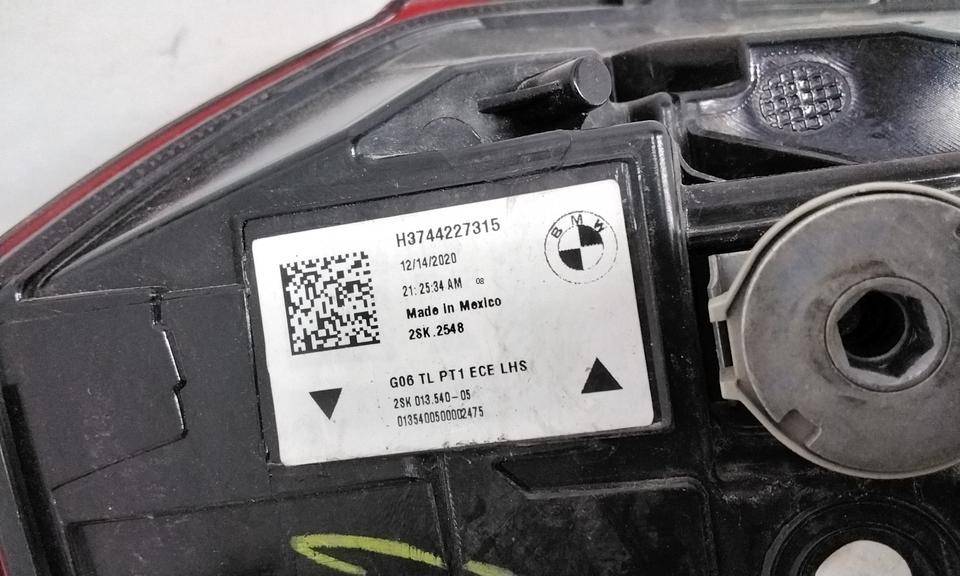 H3744227315
BMW
12/14/2020
21:25:34 AM 08
Made in Mexico
2SK.2548
G06 TL PT1 ECE LHS
2SK 013.540-05
0135400500002475